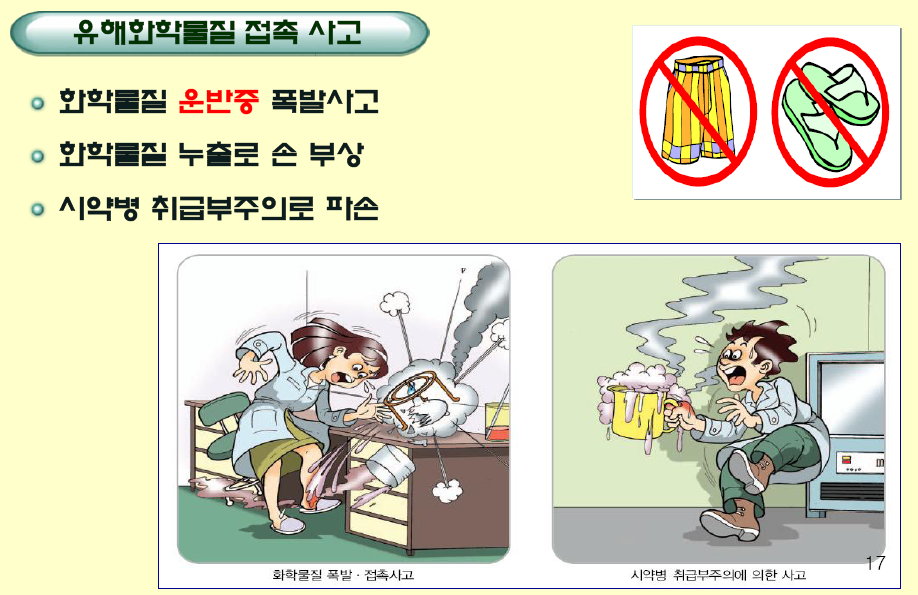 유해화학물질 접촉 사고
화학물질 운반중 폭발사고
화학물질 누출로 손 부상
시약병 취급부주의로 파손
화학물질 폭발 · 접촉사고
시약병 취급부주의에 의한 사고
17